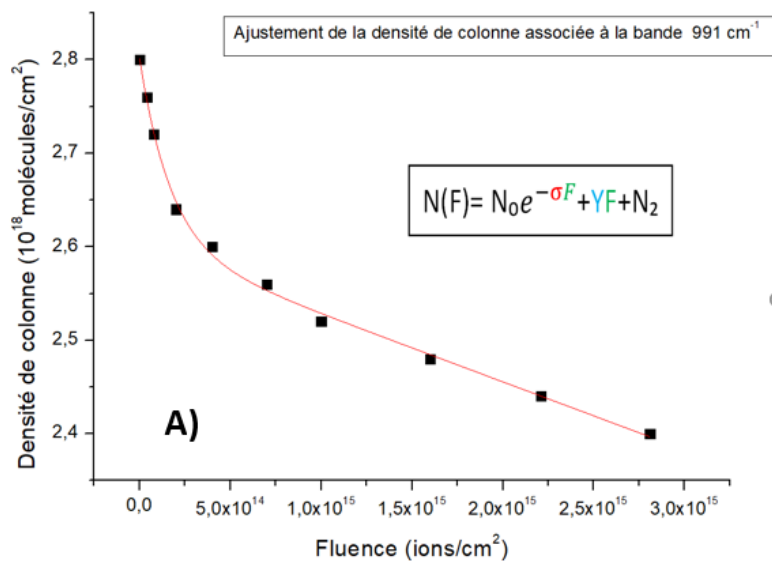 Ajustement de la densité de colonne associée à la bande 991 cm⁻¹
2,8
2,7
2,6
2,5
2,4
Densité de colonne (10¹⁸molécules/cm²)
N(F)= N₀e^−σF+YF+N₂
A)
0,0
5,0x10¹⁴
1,0x10¹⁵
1,5x10¹⁵
2,0x10¹⁵
2,5x10¹⁵
3,0x10¹⁵
Fluence (ions/cm²)